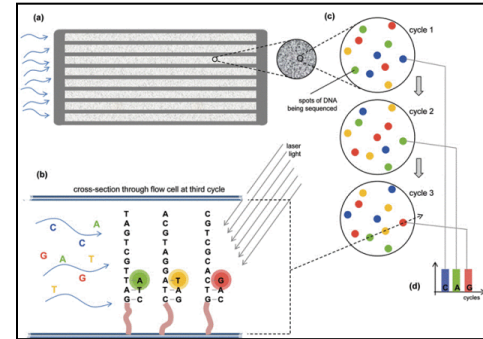 (a)
(c)
cycle 1
spots of DNA
being sequenced
cycle 2
laser
light
(b)
cross-section through flow cell at third cycle
cycle 3
C A
C
G A T
G
T
T A C
A C
G G T
T T C
C A G
G G C
T A A
T A A T C G
A T T A T A
G C C G G C
(d)
C A G
cycles